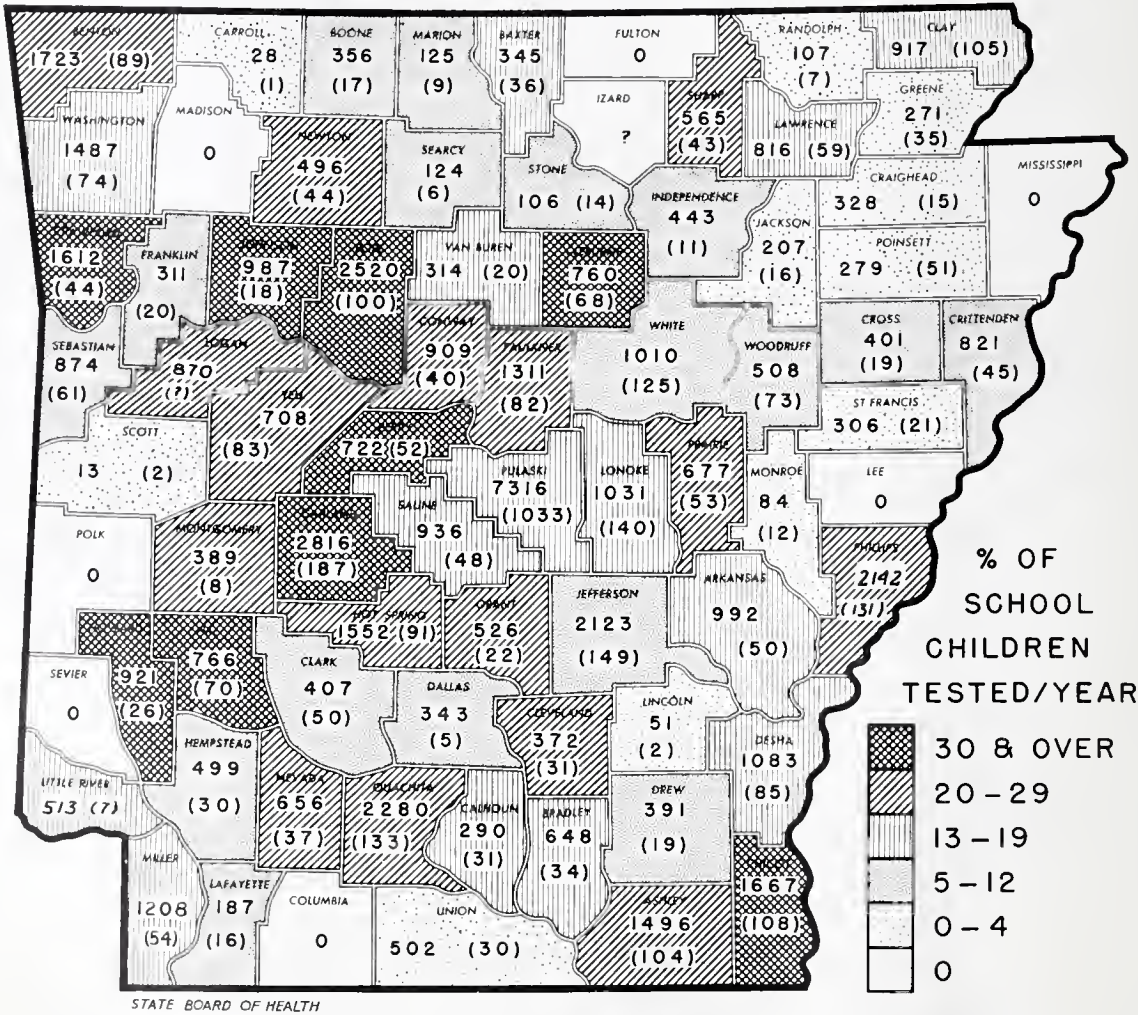 BENTON
1723 (89)
CARROLL
28
(1)
BOONE
356
(17)
MARION
125
(9)
BAXTER
345
(36)
FULTON
0
SHARP
565
(43)
RANDOLPH
107
(7)
CLAY
917 (105)
WASHINGTON
1487
(74)
MADISON
0
NEWTON
496
(44)
SEARCY
124
(6)
STONE
106 (14)
IZARD
?
LAWRENCE
816 (59)
GREENE
271
(35)
INDEPENDENCE
443
(11)
JACKSON
207
(16)
CRAIGHEAD
328 (15)
MISSISSIPPI
0
1612
(44)
FRANKLIN
311
(20)
987
(18)
2520
(100)
VAN BUREN
314 (20)
760
(68)
POINSETT
279 (51)
SEBASTIAN
874
(61)
LOGAN
870
(?)
CONWAY
909
(40)
FAULKNER
1311
(82)
WHITE
1010
(125)
WOODRUFF
508
(73)
CROSS
401
(19)
CRITTENDEN
821
(45)
SCOTT
13 (2)
YELL
708
(83)
722 (52)
PULASKI
7316
(1033)
LONOKE
1031
(140)
PRAIRIE
677
(53)
MONROE
84
(12)
ST FRANCIS
306 (21)
LEE
0
POLK
0
MONTGOMERY
389
(8)
GARLAND
2816
(187)
SALINE
936
(48)
HOT SPRING
1552 (91)
GRANT
526
(22)
JEFFERSON
2123
(149)
ARKANSAS
992
(50)
PHILLIPS
2142
(131)
SEVIER
0
921
(26)
766
(70)
CLARK
407
(50)
DALLAS
343
(5)
CLEVELAND
372
(31)
LINCOLN
51
(2)
DESHA
1083
(85)
LITTLE RIVER
513 (7)
HEMPSTEAD
499
(30)
NEVADA
656
(37)
OUACHITA
2280
(133)
CALHOUN
290
(31)
BRADLEY
648
(34)
DREW
391
(19)
MILLER
1208
(54)
LAFAYETTE
187
(16)
COLUMBIA
0
UNION
502 (30)
ASHLEY
1496
(104)
1667
(108)
% OF
SCHOOL
CHILDREN
TESTED/YEAR
30 & OVER
20-29
13-19
5-12
0-4
0
STATE BOARD OF HEALTH